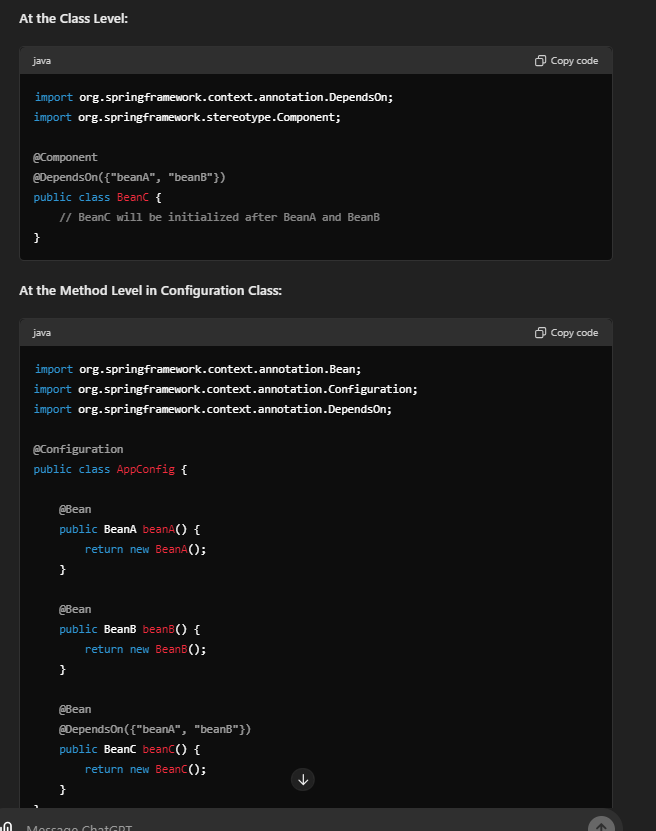 At the Class Level:
java
Copy code
import org.springframework.context.annotation.DependsOn;
import org.springframework.stereotype.Component;
@Component
@DependsOn({"beanA", "beanB"})
public class BeanC {
// BeanC will be initialized after BeanA and BeanB
}
At the Method Level in Configuration Class:
java
Copy code
import org.springframework.context.annotation.Bean;
import org.springframework.context.annotation.Configuration;
import org.springframework.context.annotation.DependsOn;
@Configuration
public class AppConfig {
@Bean
public BeanA beanA() {
return new BeanA();
}
@Bean
public BeanB beanB() {
return new BeanB();
}
@Bean
@DependsOn({"beanA", "beanB"})
public BeanC beanC() {
return new BeanC();
}
}
Message ChatGPT